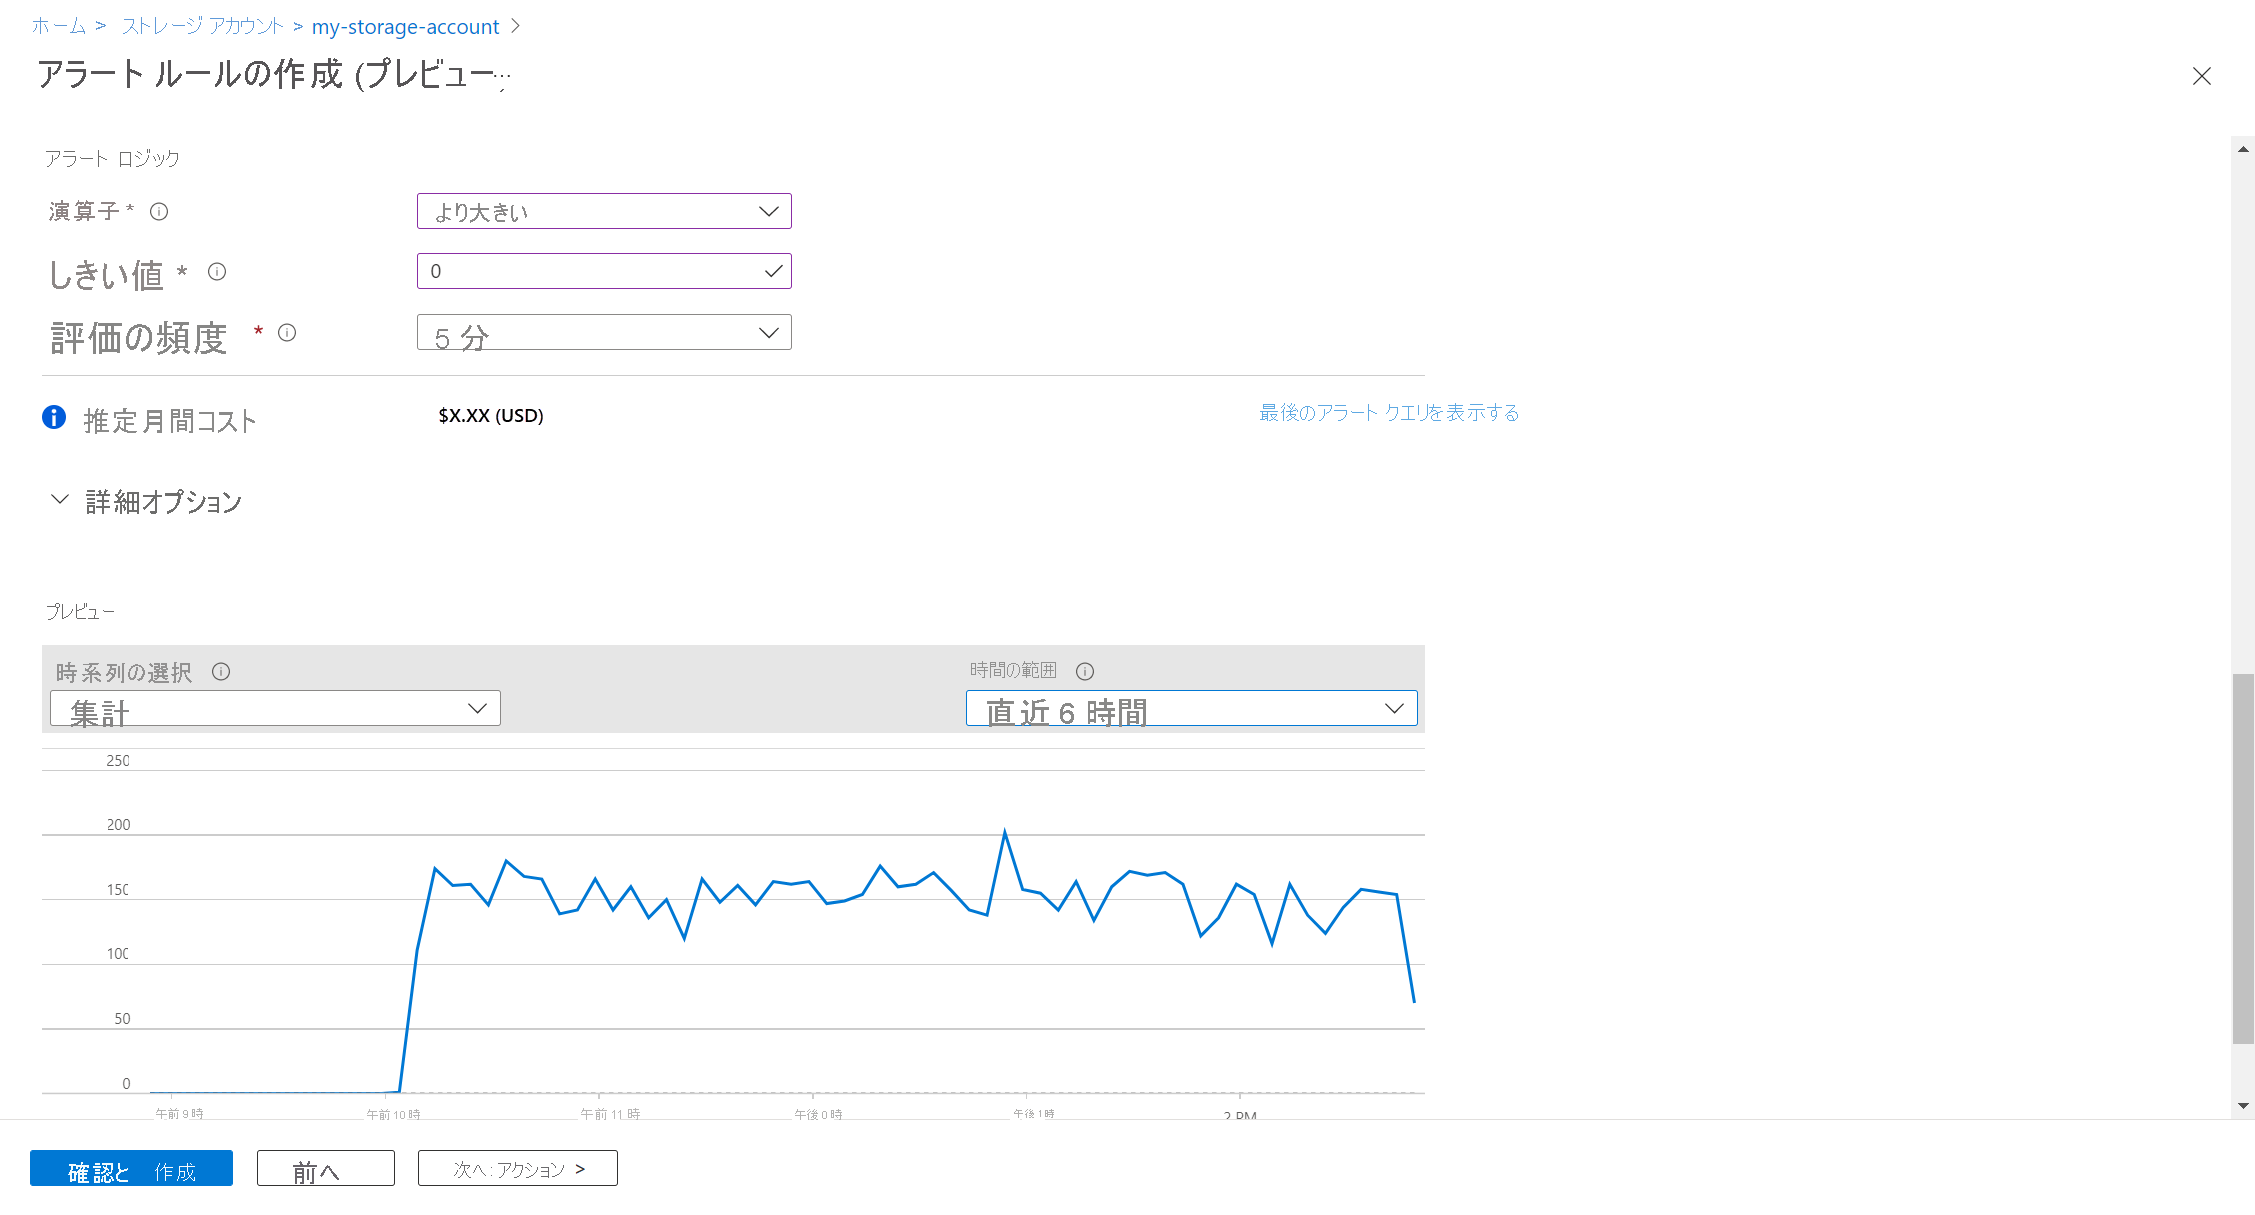 ホーム > ストレージ アカウント > my-storage-account >
アラート ルールの作成 (プレビュー...
アラート ロジック
演算子 * より大きい
しきい値 * 0
評価の頻度 * 5 分
推定月間コスト $X.XX (USD) 最後のアラート クエリを表示する
詳細オプション
プレビュー
時系列の選択 時間の範囲
集計 直近 6 時間
250
200
150
100
50
0
午前 9 時 午前 10 時 午前 11 時 午後 0 時 午後 1 時 2 PM
確認と 作成 前へ 次へ: アクション >